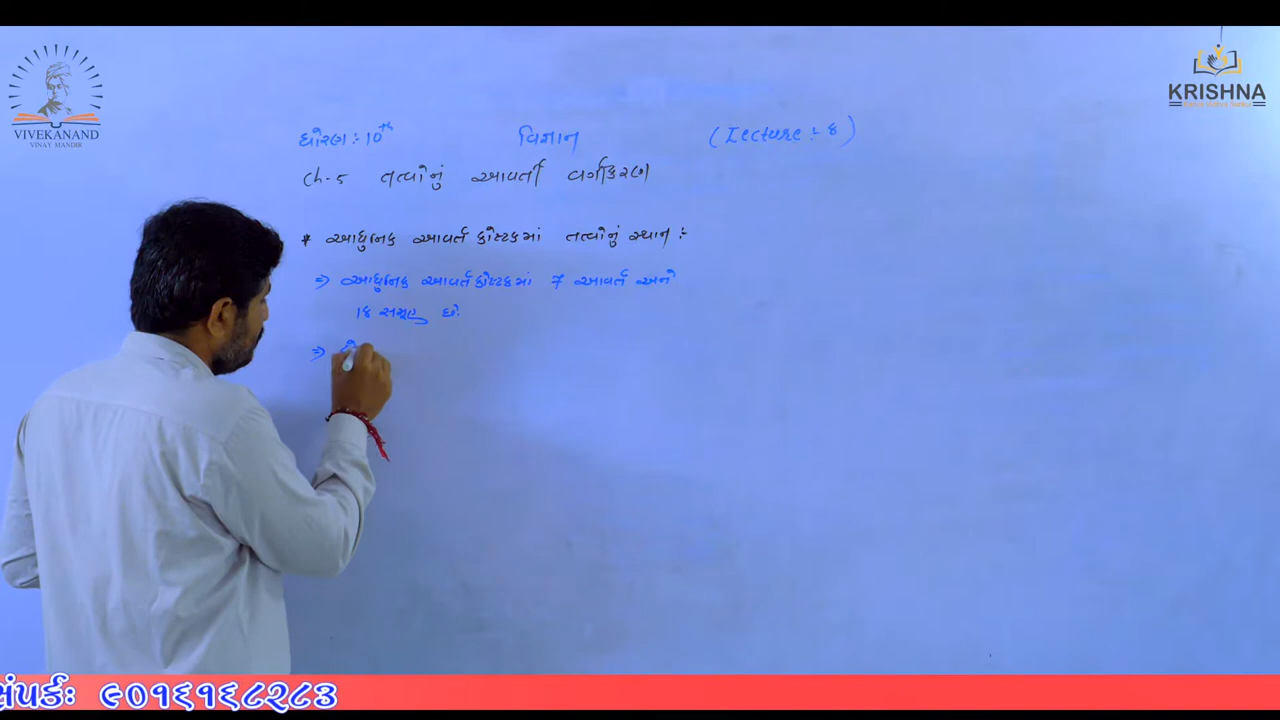 VIVEKANAND
VINAY MANDIR
KRISHNA
ધોરણ : 10th વિજ્ઞાન (Lecture :- 8)
Ch-5 તત્વોનું આવર્તી વર્ગીકરણ
* આધુનિક આવર્ત કોષ્ટકમાં તત્વોનું સ્થાન :-
⇒ આધુનિક આવર્ત કોષ્ટકમાં 7 આવર્ત અને
18 સમૂહ છે.
⇒
સંપર્કઃ ૯૦૧૬૧૬૮૨૮૩